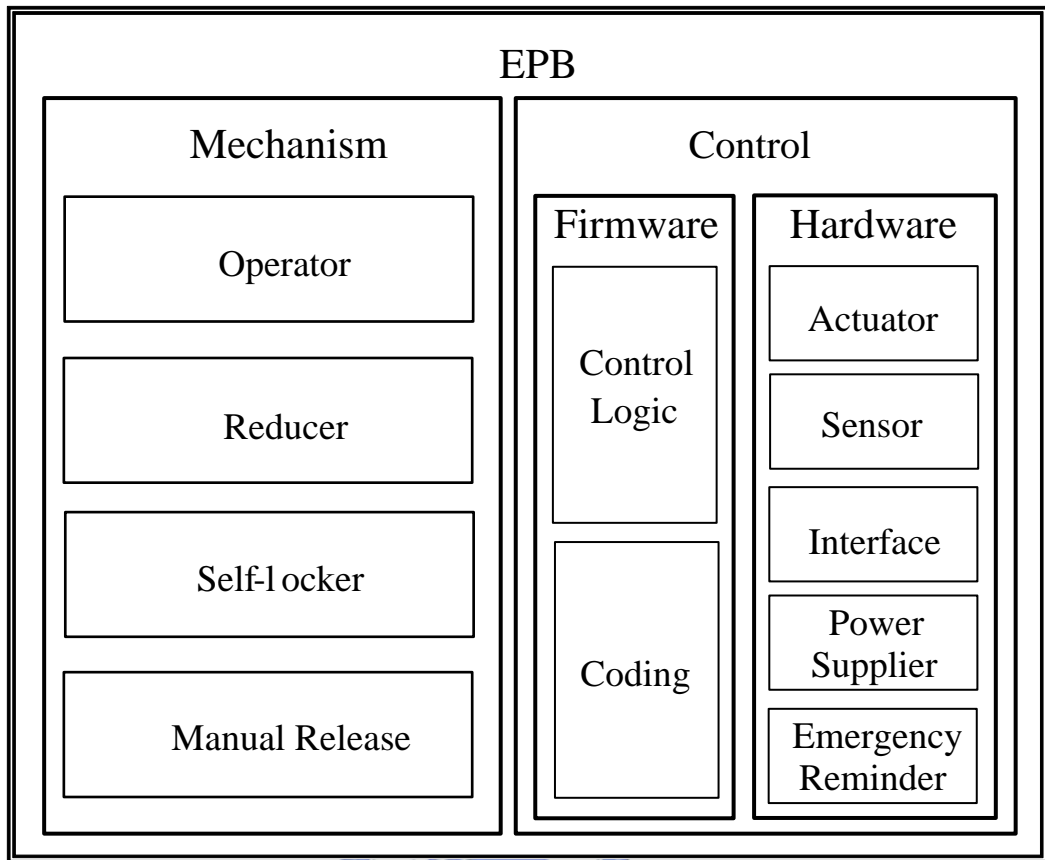 EPB
Mechanism
Operator
Reducer
Self-locker
Manual Release
Control
Firmware
Control
Logic
Coding
Hardware
Actuator
Sensor
Interface
Power
Supplier
Emergency
Reminder